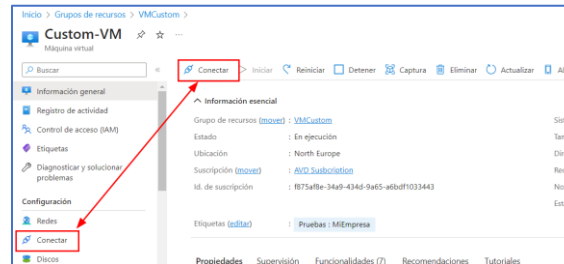 Inicio > Grupos de recursos > VMCustom >
Custom-VM
Máquina virtual
Buscar
Conectar Iniciar Reiniciar Detener Captura Eliminar Actualizar
Información general
Registro de actividad
Control de acceso (IAM)
Etiquetas
Diagnosticar y solucionar
problemas
Configuración
Redes
Conectar
Discos
Información esencial
Grupo de recursos (mover) : VMCustom
Estado : En ejecución
Ubicación : North Europe
Suscripción (mover) : AVD Susbcription
Id. de suscripción : f875af8e-34a9-434d-9a65-a6bdf1033443
Etiquetas (editar) : Pruebas : MiEmpresa
Propiedades Supervisión Funcionalidades (7) Recomendaciones Tutoriales